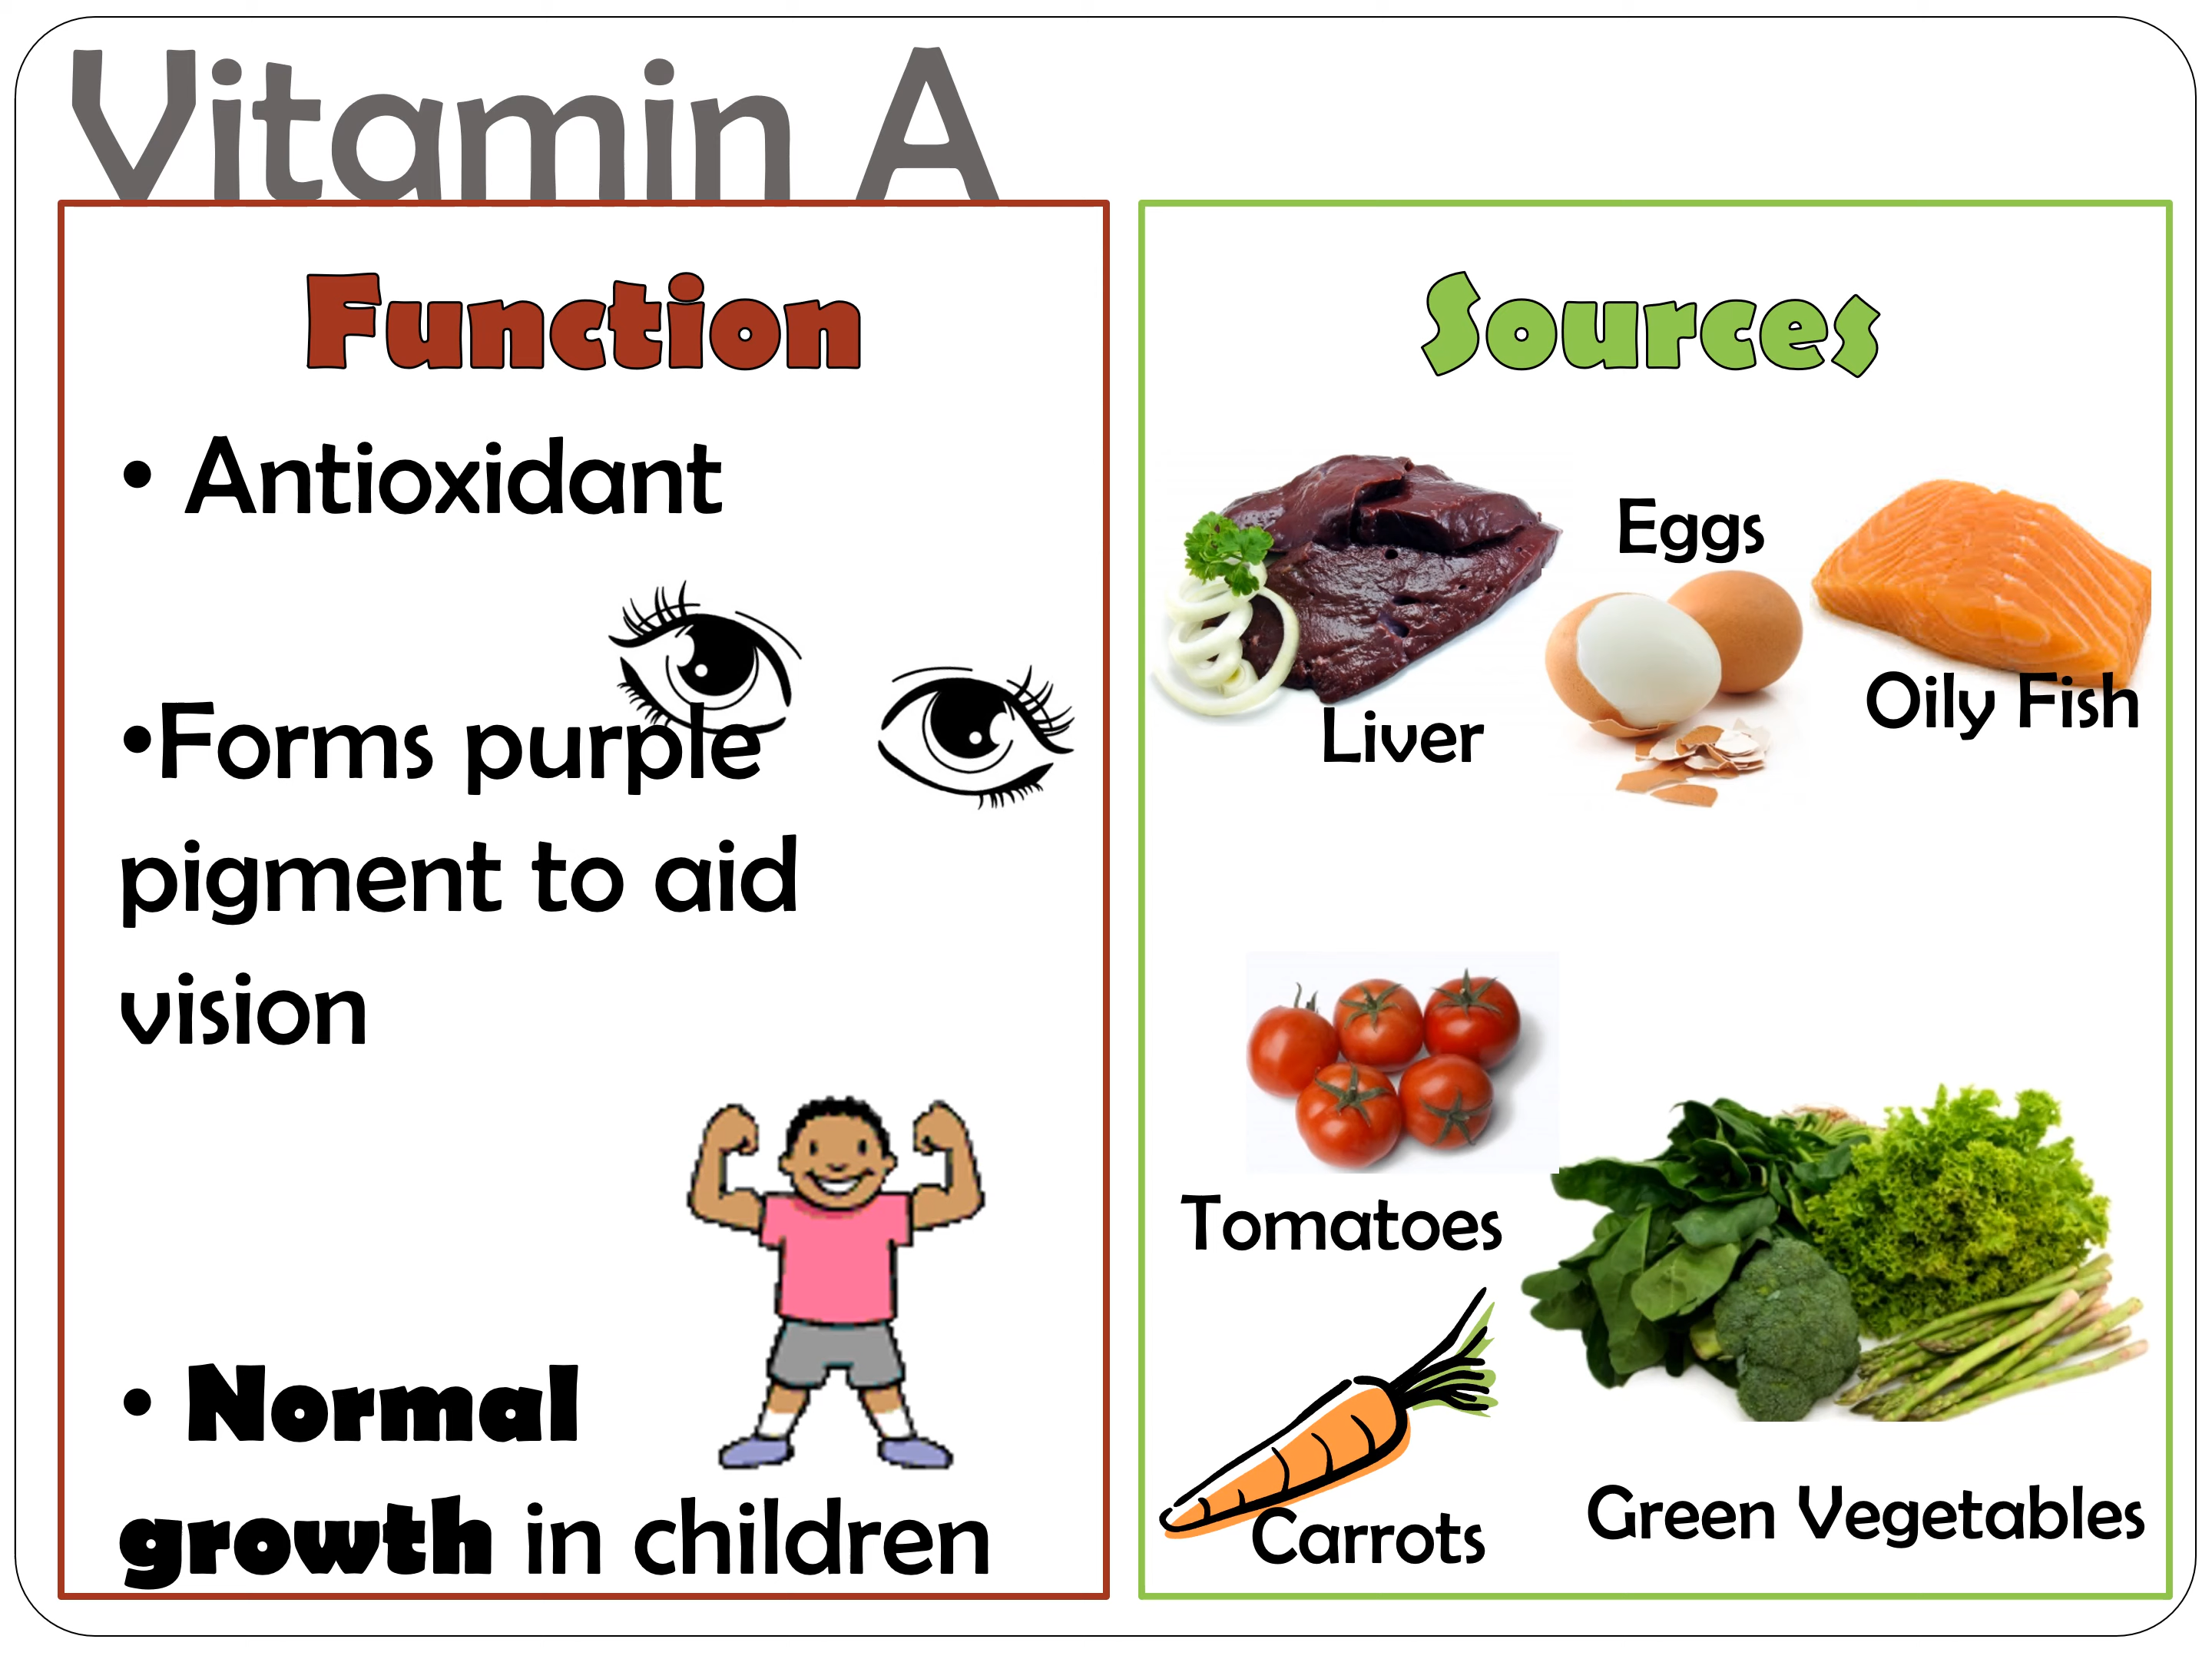 Vitamin A
Function
• Antioxidant
•Forms purple
pigment to aid
vision
• Normal
growth in children
Sources
Eggs
Oily Fish
Liver
Tomatoes
Carrots
Green Vegetables